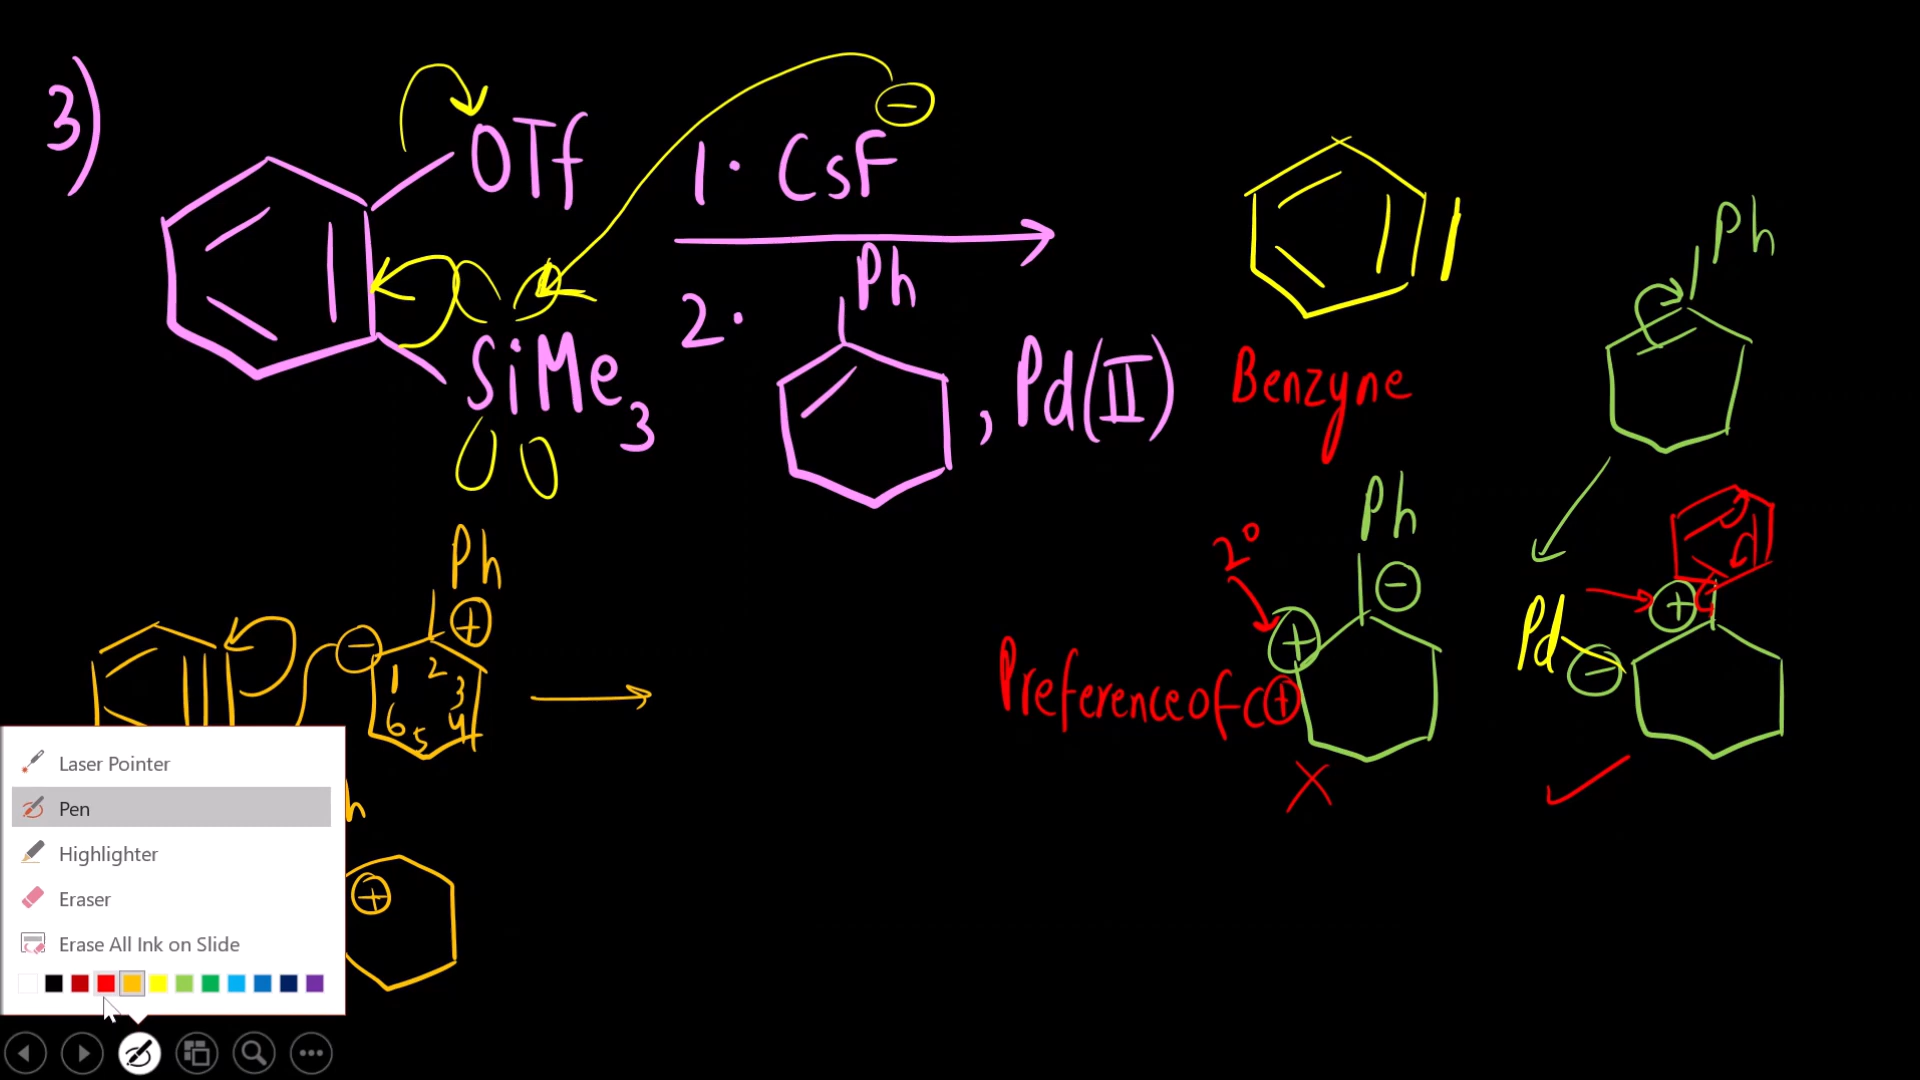 3)
OTf
SiMe3
1. CsF
2. Ph
, Pd(II)
Benzyne
Ph
Ph
2°
Preference of C⊕
Pd
Ph
1 2 3 4 5 6
h
Laser Pointer
Pen
Highlighter
Eraser
Erase All Ink on Slide